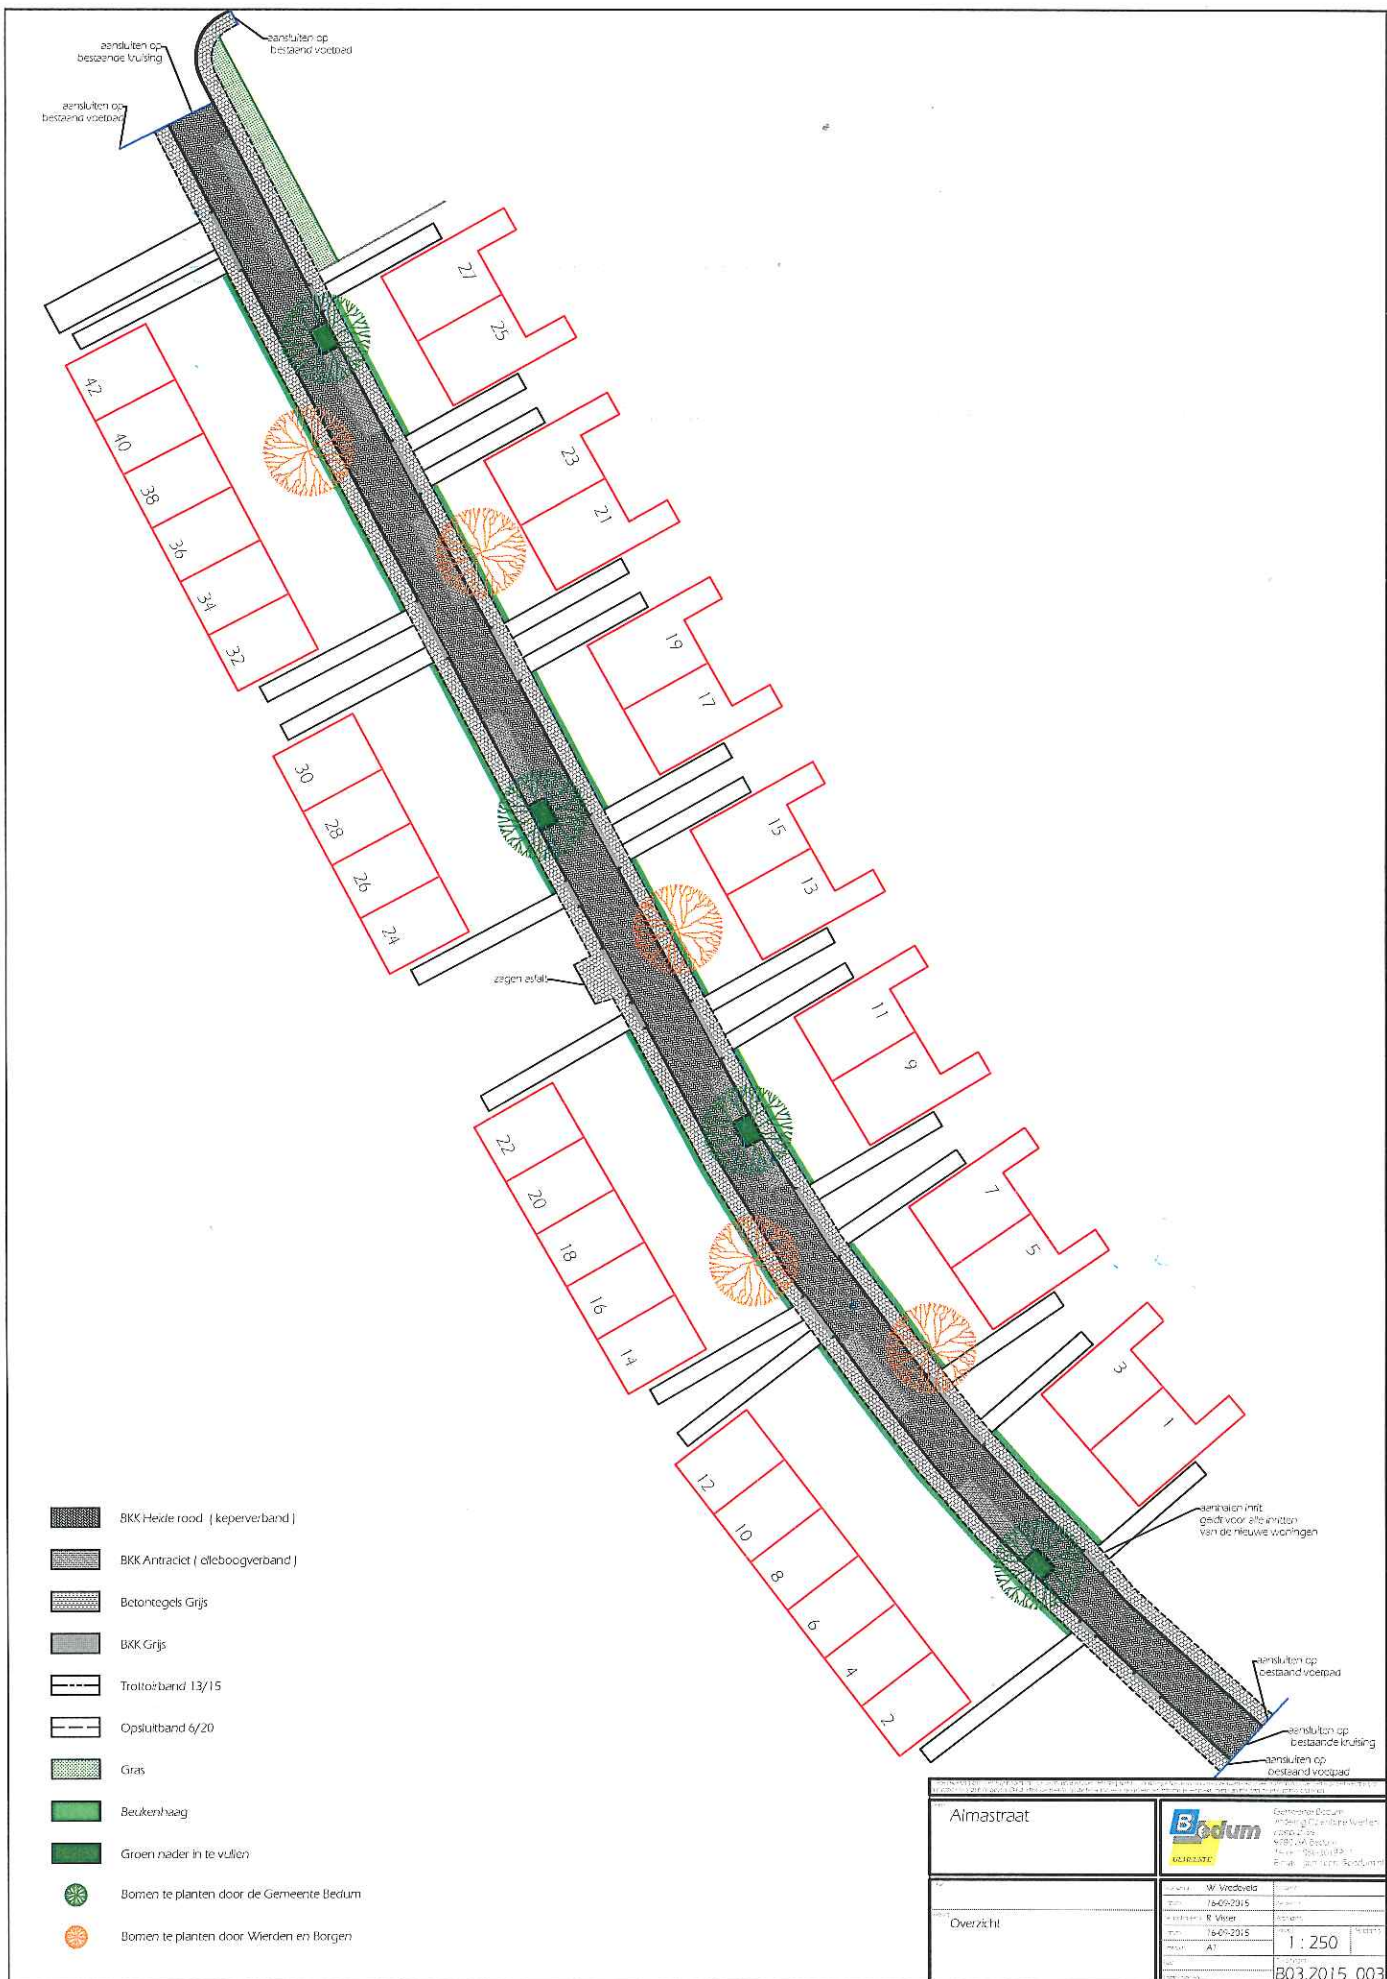 aansluiten op
bestaand voetpad
aansluiten op
bestaande kruising
aansluiten op
bestaand voetpad
27
25
42
40
38
36
34
32
23
21
19
17
30
28
26
24
15
13
zagen asfalt
11
9
22
20
18
16
14
7
5
3
1
12
10
8
6
4
2
aanhalen inrit
geldt voor alle inritten
van de nieuwe woningen
aansluiten op
bestaand voetpad
aansluiten op
bestaande kruising
aansluiten op
bestaand voetpad
BKK Heide rood ( keperverband )
BKK Antraciet ( elleboogverband )
Betontegels Grijs
BKK Grijs
Trottoirband 13/15
Opsluitband 6/20
Gras
Beukenhaag
Groen nader in te vullen
Bomen te planten door de Gemeente Bedum
Bomen te planten door Wierden en Borgen
Almastraat
Bedum
GEMEENTE
Gemeente Bedum
W. Vredeveld
16-09-2015
R. Visser
16-09-2015
A1
Overzicht
1 : 250
B03.2015 003